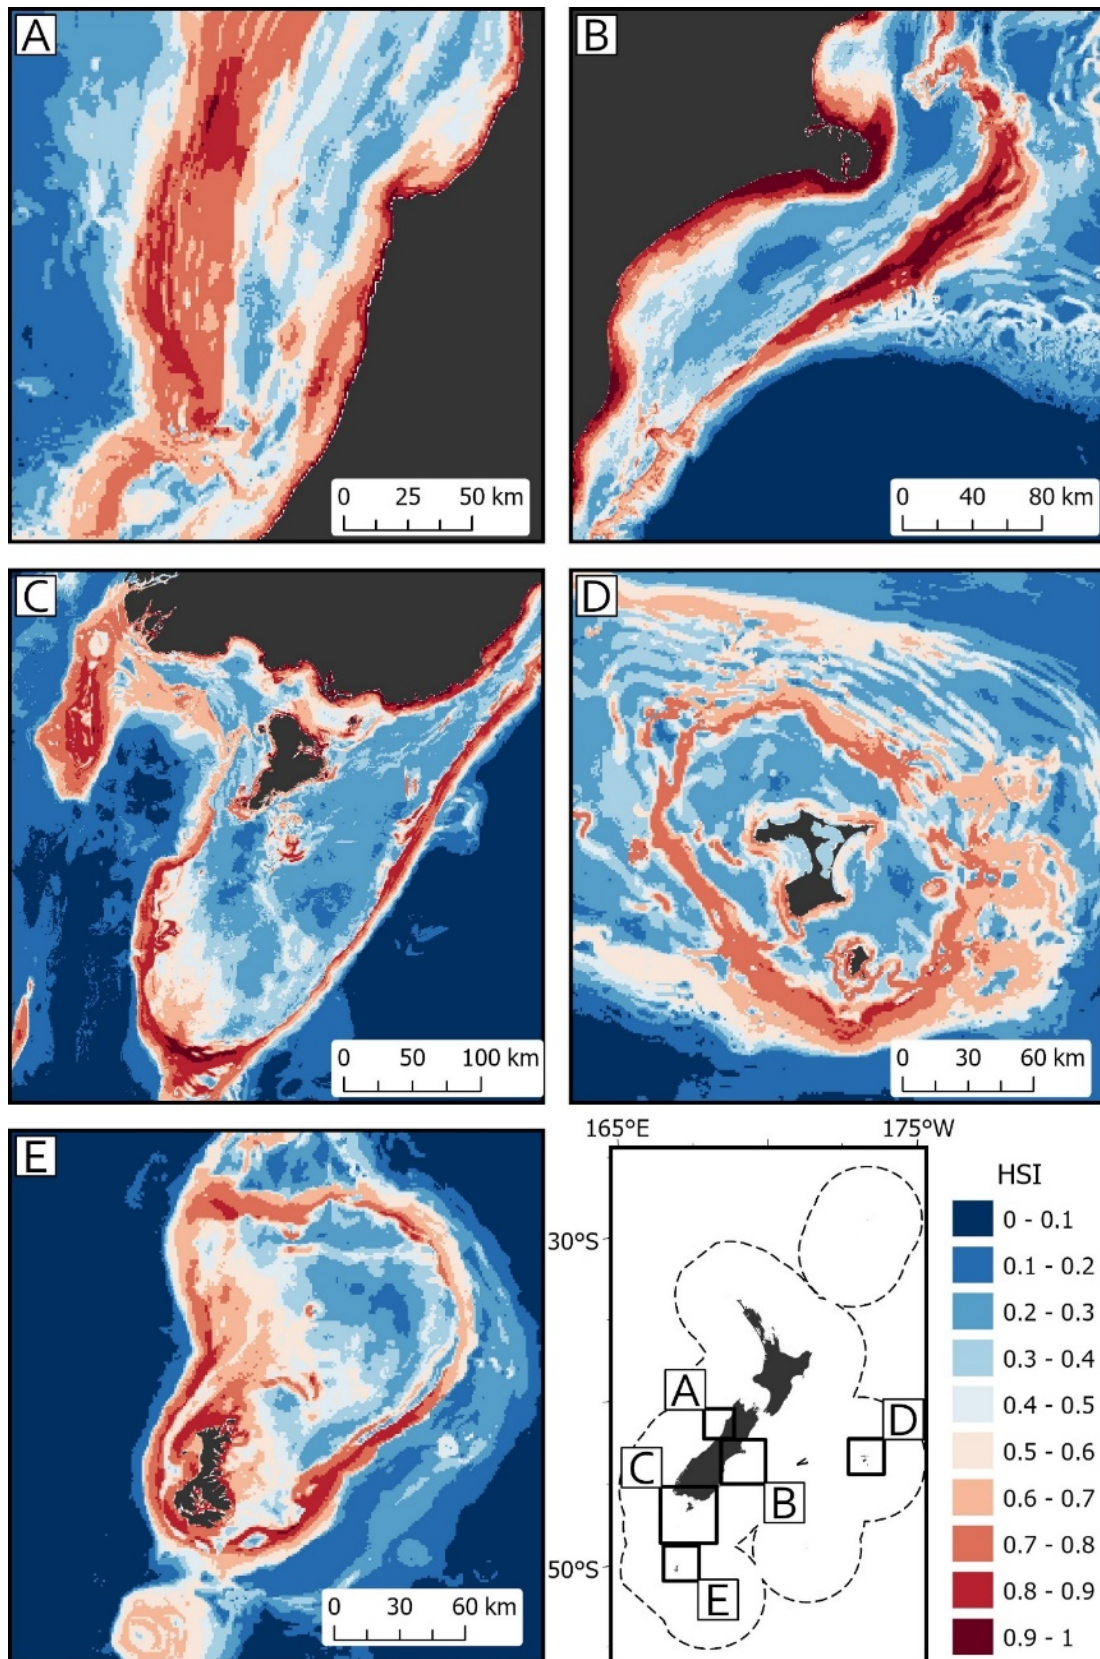 A
0 25 50 km
B
0 40 80 km
C
0 50 100 km
D
0 30 60 km
E
0 30 60 km
165°E 175°W
30°S
50°S
A
D
C
B
E
HSI
0 - 0.1
0.1 - 0.2
0.2 - 0.3
0.3 - 0.4
0.4 - 0.5
0.5 - 0.6
0.6 - 0.7
0.7 - 0.8
0.8 - 0.9
0.9 - 1